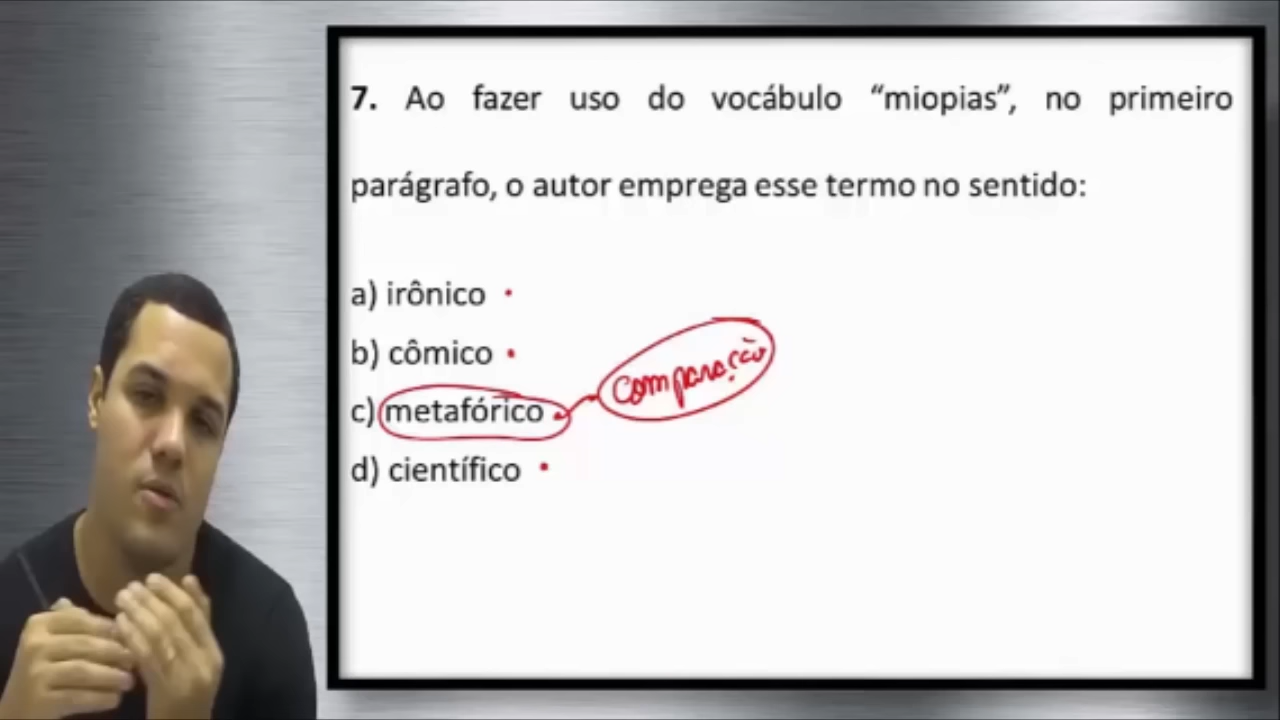 7. Ao fazer uso do vocábulo “miopias”, no primeiro
parágrafo, o autor emprega esse termo no sentido:
a) irônico
b) cômico
c) metafórico
comparação
d) científico